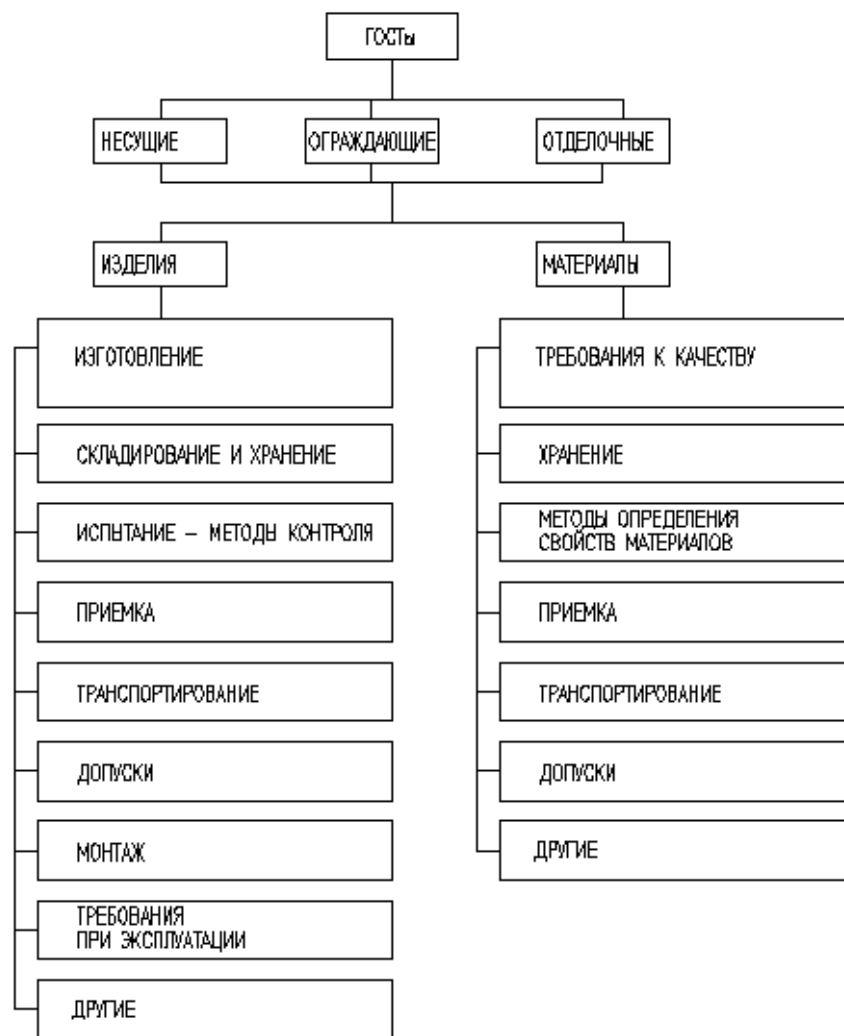 ГОСТы
НЕСУЩИЕ
ОГРАЖДАЮЩИЕ
ОТДЕЛОЧНЫЕ
ИЗДЕЛИЯ
МАТЕРИАЛЫ
ИЗГОТОВЛЕНИЕ
СКЛАДИРОВАНИЕ И ХРАНЕНИЕ
ИСПЫТАНИЕ – МЕТОДЫ КОНТРОЛЯ
ПРИЕМКА
ТРАНСПОРТИРОВАНИЕ
ДОПУСКИ
МОНТАЖ
ТРЕБОВАНИЯ
ПРИ ЭКСПЛУАТАЦИИ
ДРУГИЕ
ТРЕБОВАНИЯ К КАЧЕСТВУ
ХРАНЕНИЕ
МЕТОДЫ ОПРЕДЕЛЕНИЯ
СВОЙСТВ МАТЕРИАЛОВ
ПРИЕМКА
ТРАНСПОРТИРОВАНИЕ
ДОПУСКИ
ДРУГИЕ